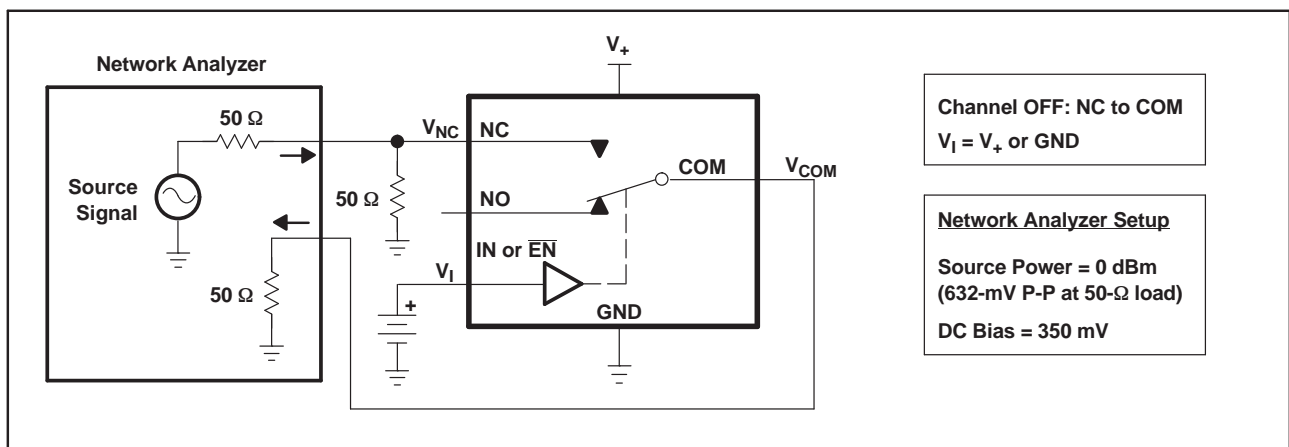 Network Analyzer
50 Ω
Source
Signal
50 Ω
50 Ω
V+
VNC
NC
NO
COM
VCOM
IN or E̅N̅
VI
+
GND
Channel OFF: NC to COM
VI = V+ or GND
Network Analyzer Setup
Source Power = 0 dBm
(632-mV P-P at 50-Ω load)
DC Bias = 350 mV